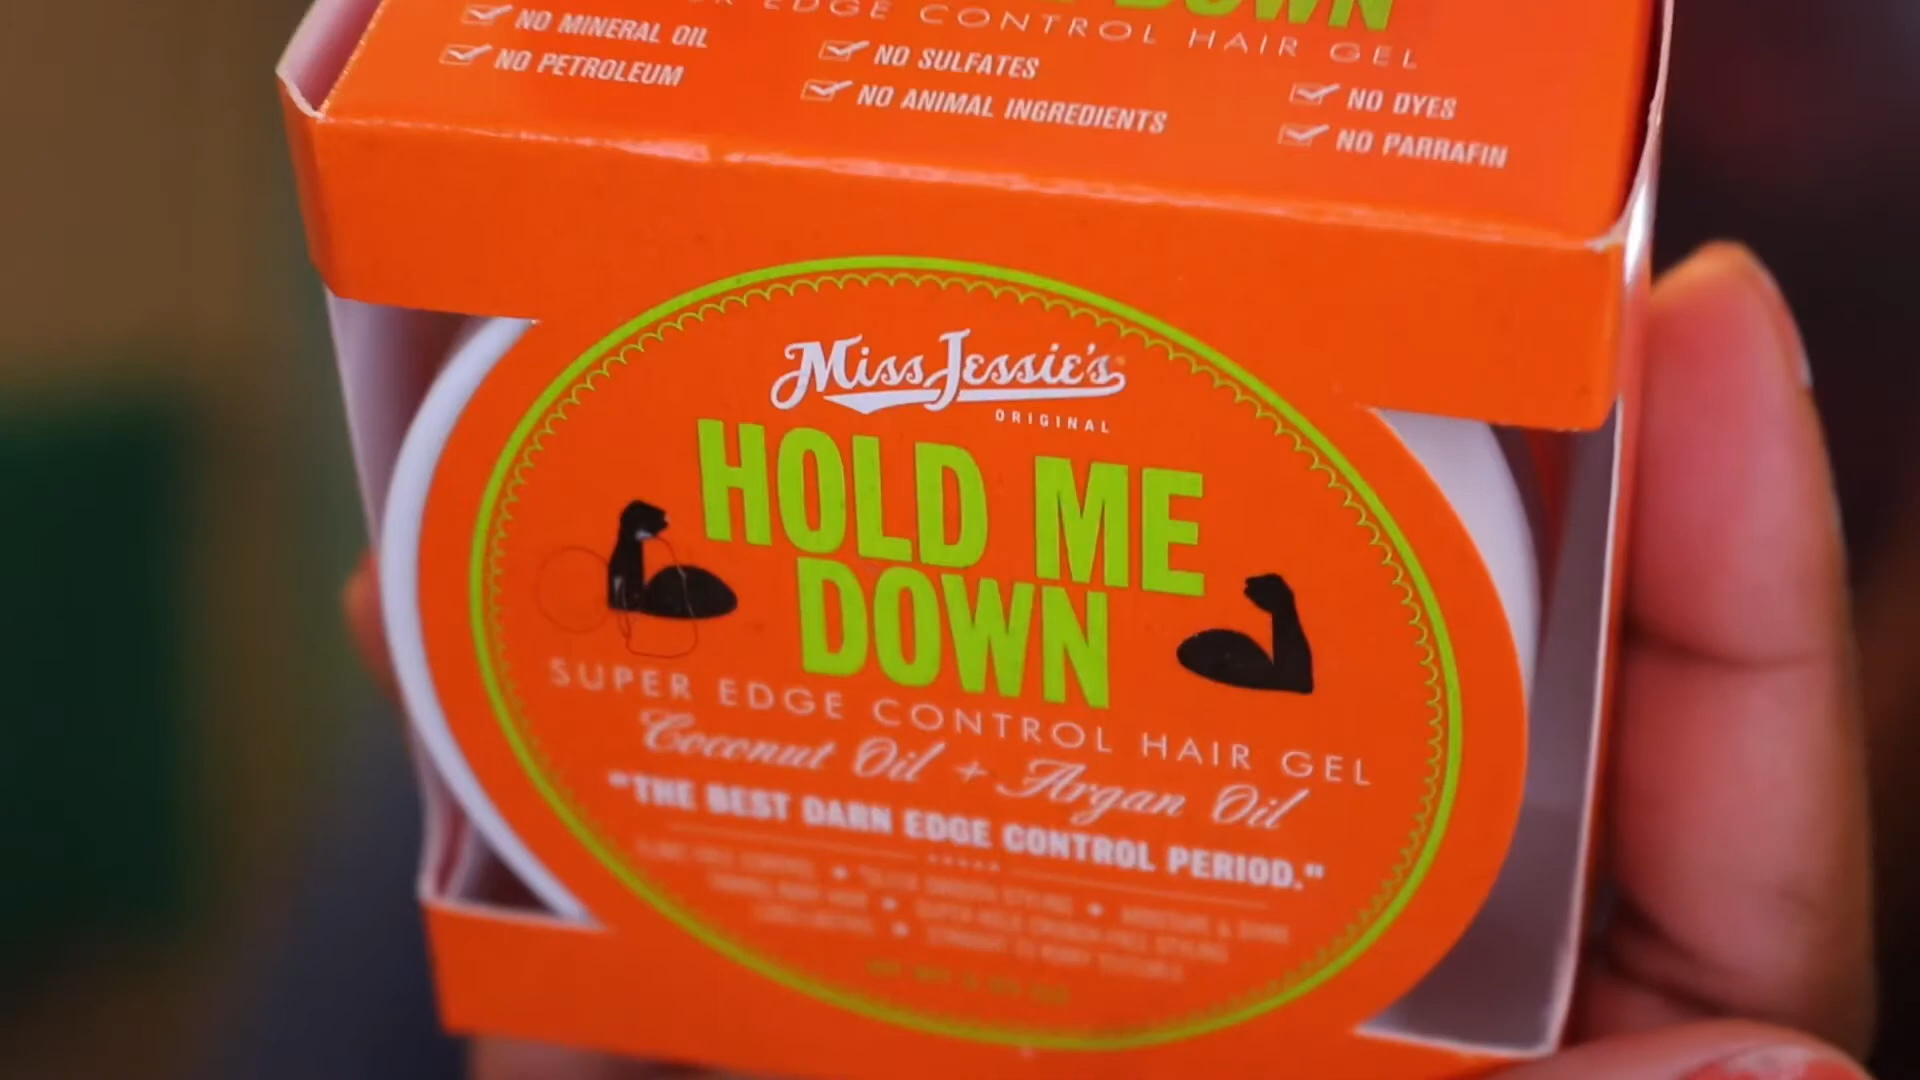 DOWN
EDGE CONTROL HAIR GEL
NO MINERAL OIL
NO PETROLEUM
NO SULFATES
NO ANIMAL INGREDIENTS
NO DYES
NO PARRAFIN
Miss Jessie's
ORIGINAL
HOLD ME
DOWN
SUPER EDGE CONTROL HAIR GEL
Coconut Oil + Argan Oil
"THE BEST DARN EDGE CONTROL PERIOD."